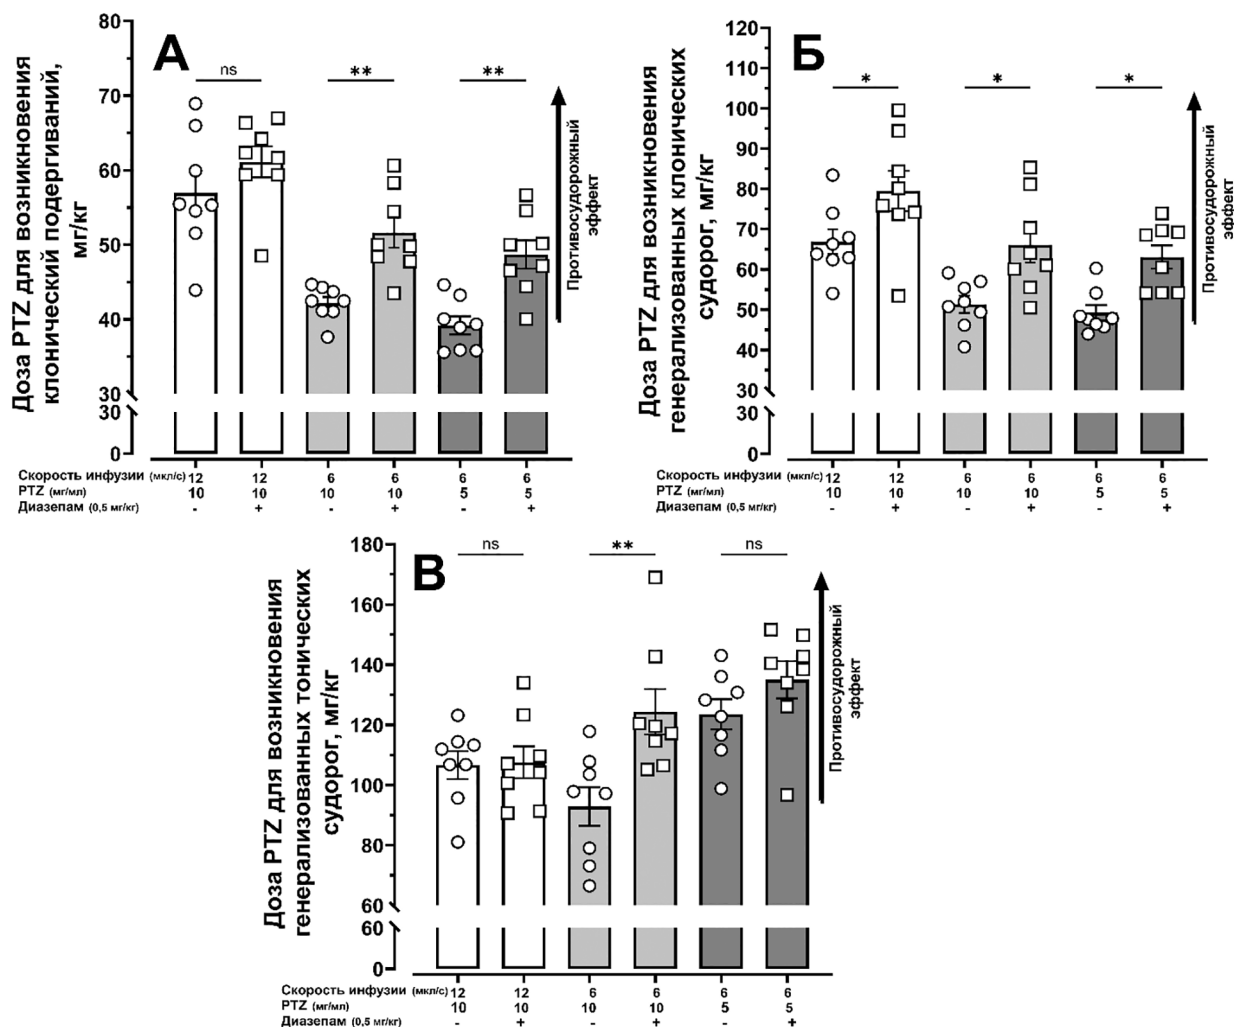 А
Доза PTZ для возникновения
клонический подергиваний,
мг/кг
80
70
60
50
40
30
30
0
ns
**
**
Противосудорожный
эффект
Скорость инфузии (мкл/с) 12 12 6 6 6 6
PTZ (мг/мл) 10 10 10 10 5 5
Диазепам (0,5 мг/кг) - + - + - +
Б
Доза PTZ для возникновения
генерализованных клонических
судорог, мг/кг
120
110
100
90
80
70
60
50
40
30
30
0
*
*
*
Противосудорожный
эффект
Скорость инфузии (мкл/с) 12 12 6 6 6 6
PTZ (мг/мл) 10 10 10 10 5 5
Диазепам (0,5 мг/кг) - + - + - +
В
Доза PTZ для возникновения
генерализованных тонических
судорог, мг/кг
180
160
140
120
100
80
60
60
0
ns
**
ns
Противосудорожный
эффект
Скорость инфузии (мкл/с) 12 12 6 6 6 6
PTZ (мг/мл) 10 10 10 10 5 5
Диазепам (0,5 мг/кг) - + - + - +